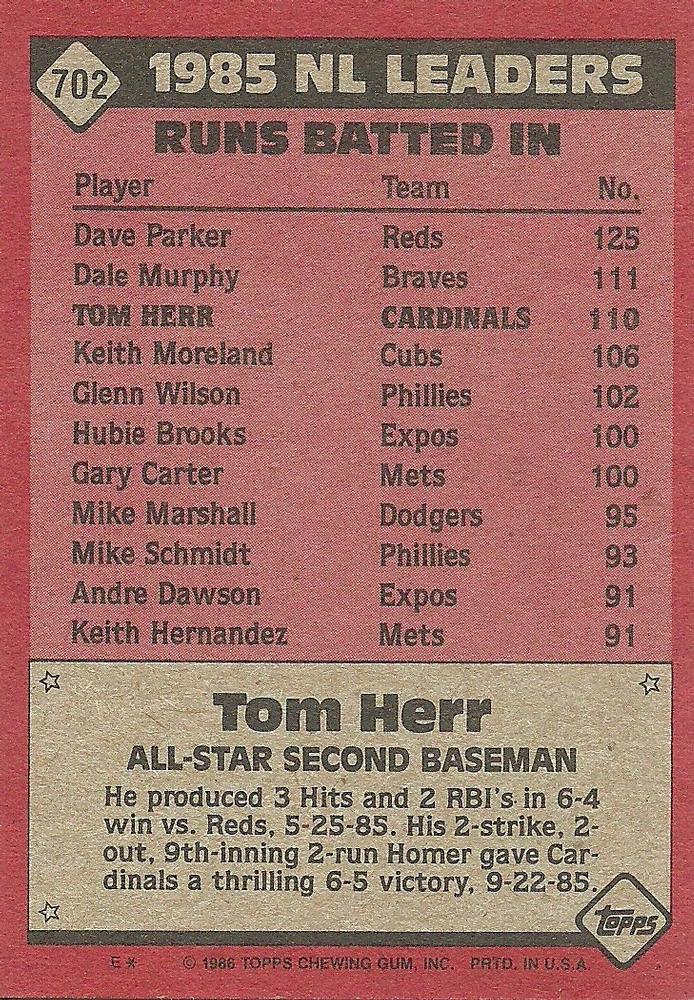 702 1985 NL LEADERS
RUNS BATTED IN
Player Team No.
Dave Parker Reds 125
Dale Murphy Braves 111
TOM HERR CARDINALS 110
Keith Moreland Cubs 106
Glenn Wilson Phillies 102
Hubie Brooks Expos 100
Gary Carter Mets 100
Mike Marshall Dodgers 95
Mike Schmidt Phillies 93
Andre Dawson Expos 91
Keith Hernandez Mets 91
Tom Herr
ALL-STAR SECOND BASEMAN
He produced 3 Hits and 2 RBI's in 6-4
win vs. Reds, 5-25-85. His 2-strike, 2-
out, 9th-inning 2-run Homer gave Car-
dinals a thrilling 6-5 victory, 9-22-85.
topps
E* © 1986 TOPPS CHEWING GUM, INC. PRTD. IN U.S.A.